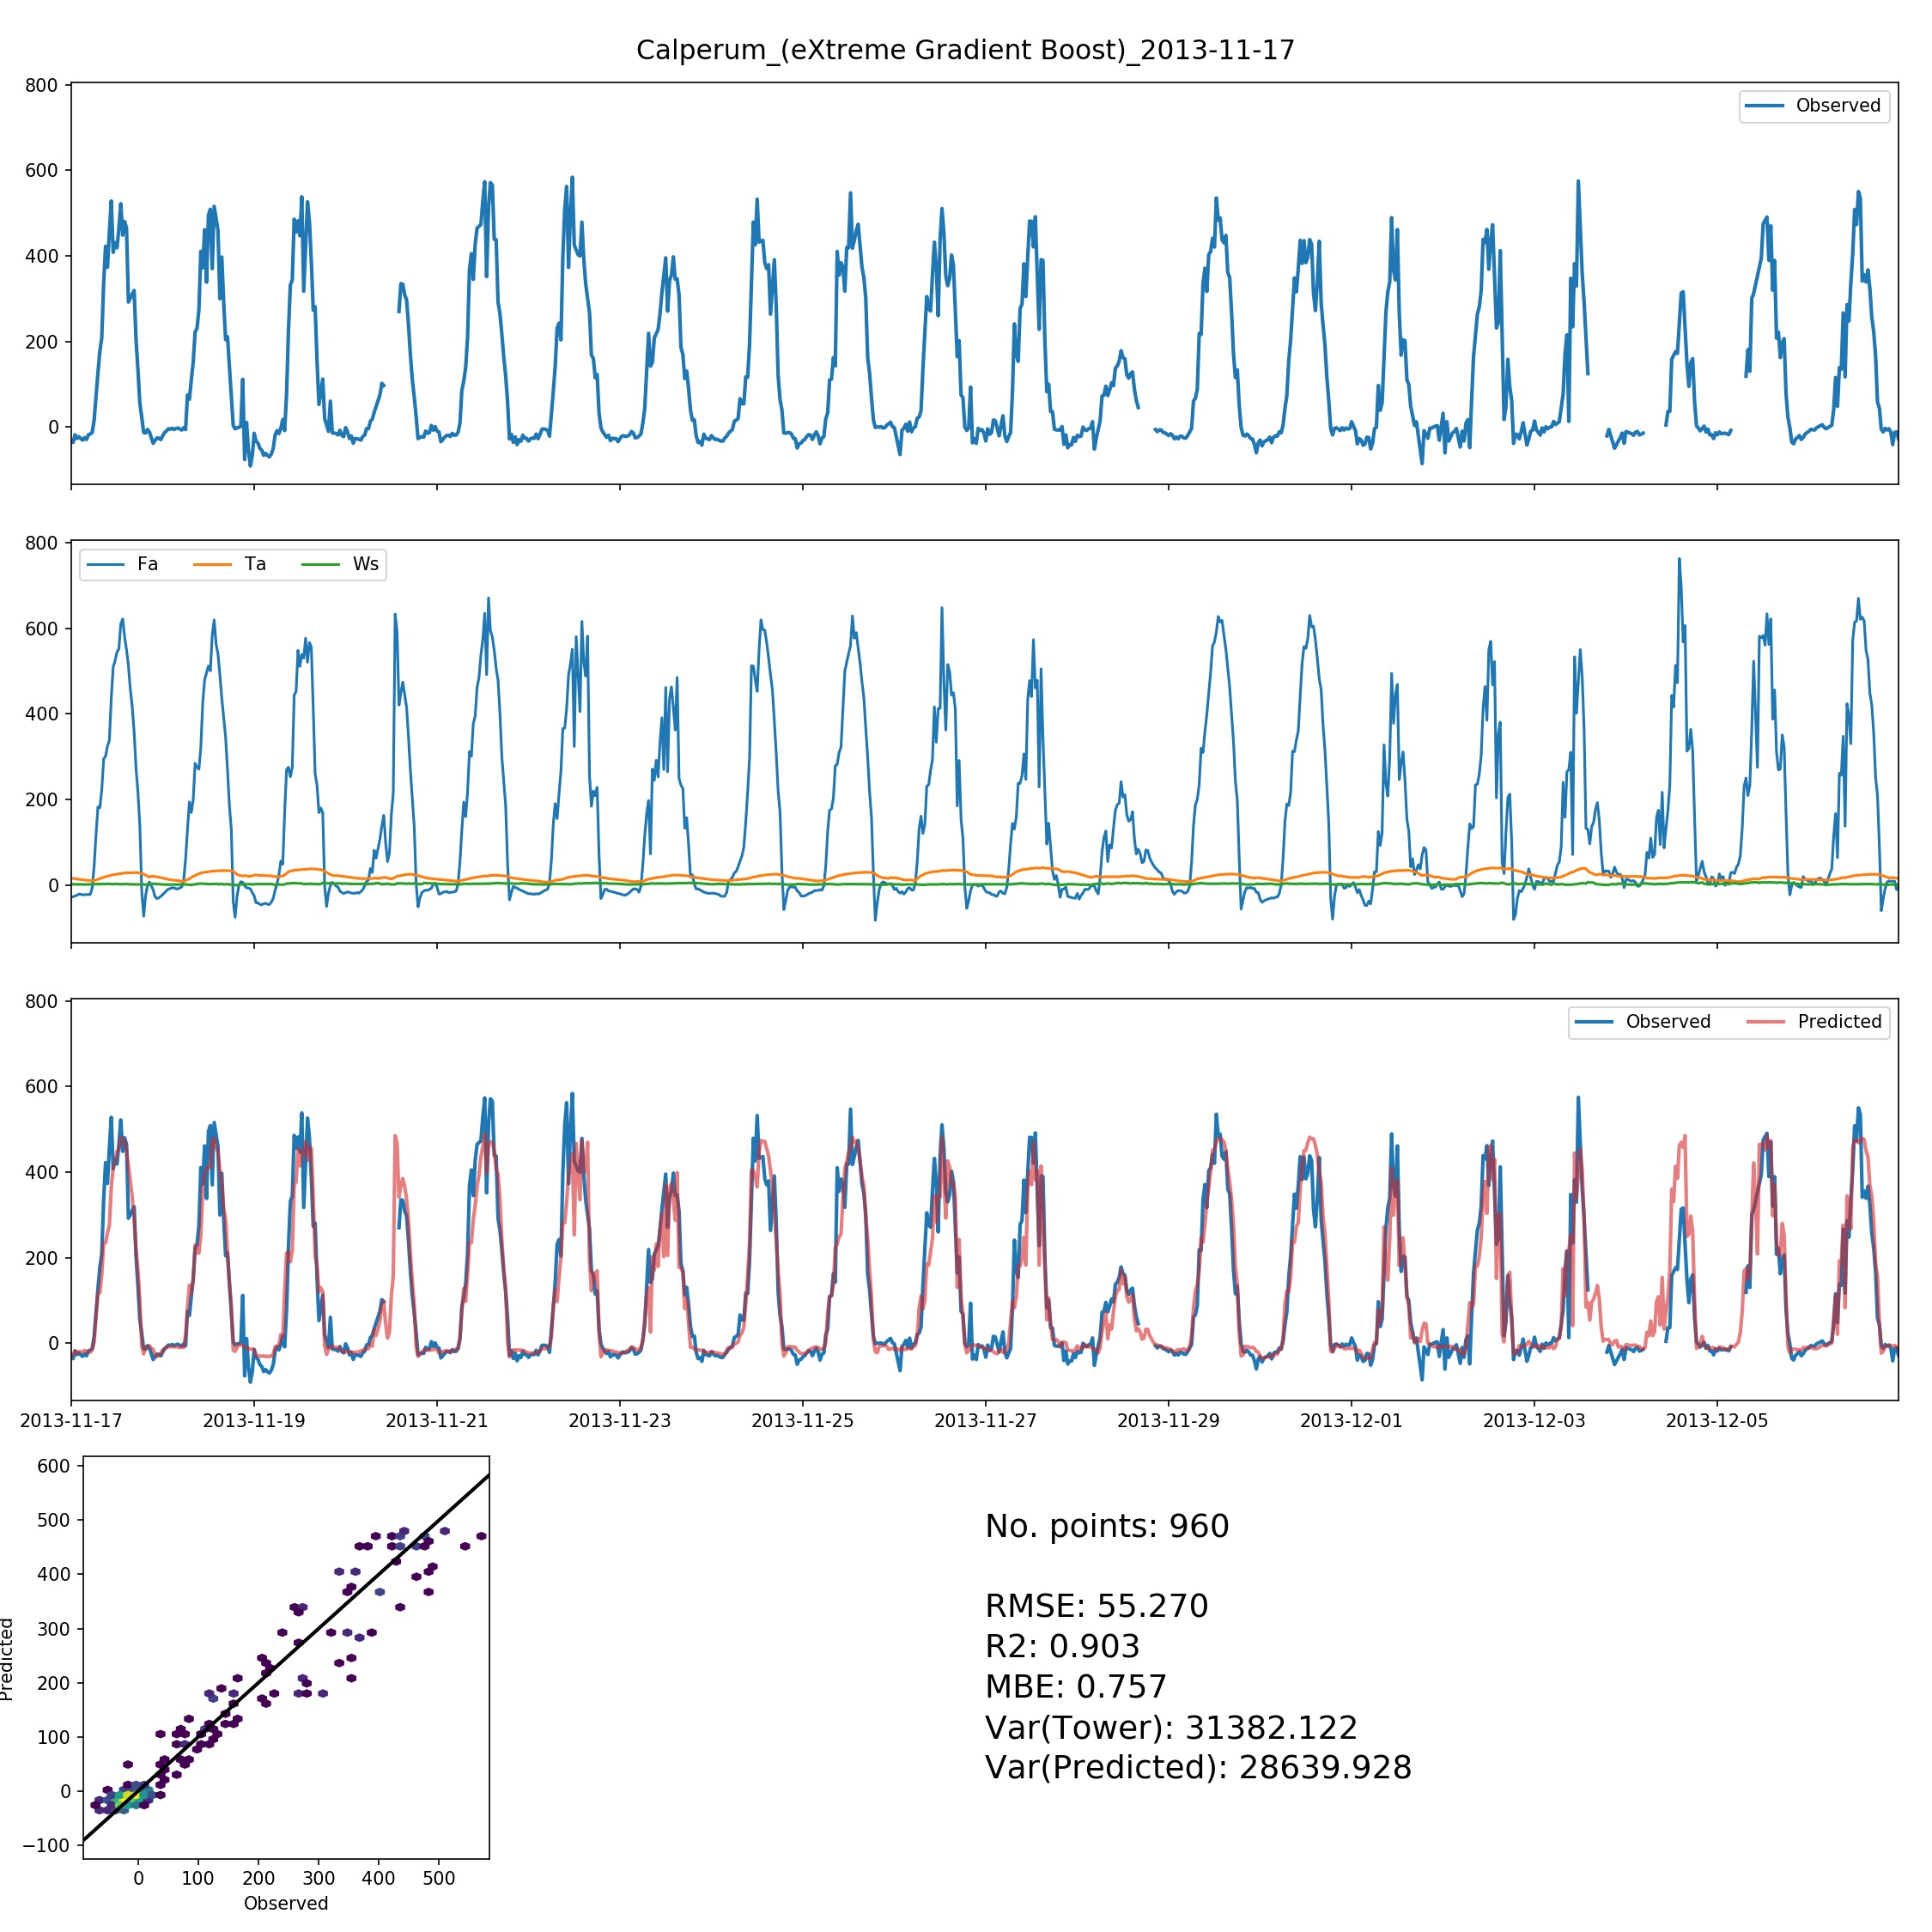 Calperum_(eXtreme Gradient Boost)_2013-11-17
800
600
400
200
0
Observed
800
600
400
200
0
Fa Ta Ws
800
600
400
200
0
Observed Predicted
2013-11-17 2013-11-19 2013-11-21 2013-11-23 2013-11-25 2013-11-27 2013-11-29 2013-12-01 2013-12-03 2013-12-05
600
500
400
300
200
100
0
−100
Predicted
0 100 200 300 400 500
Observed
No. points: 960
RMSE: 55.270
R2: 0.903
MBE: 0.757
Var(Tower): 31382.122
Var(Predicted): 28639.928